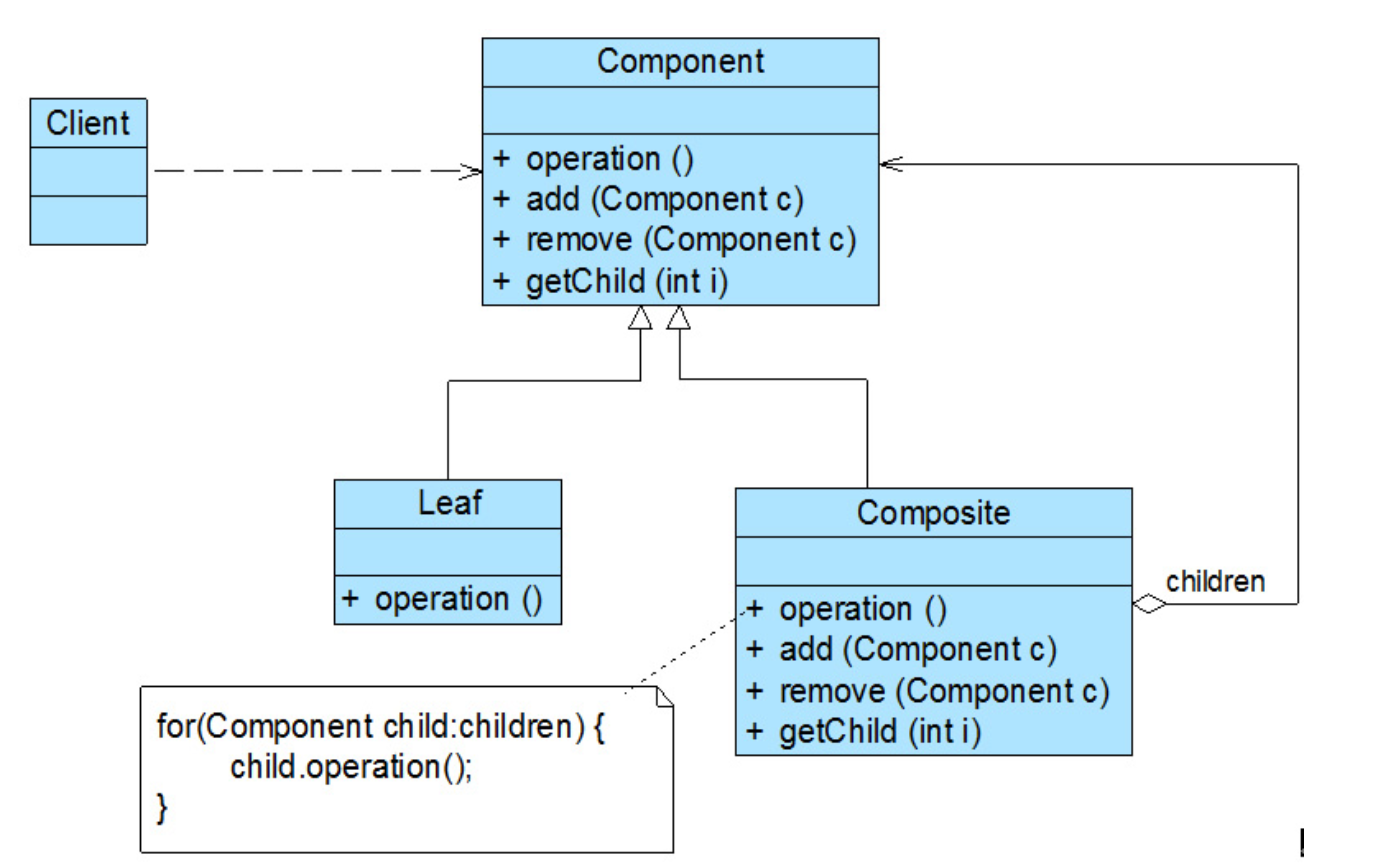 Component
Client
+ operation ()
+ add (Component c)
+ remove (Component c)
+ getChild (int i)
Leaf
+ operation ()
Composite
children
+ operation ()
+ add (Component c)
+ remove (Component c)
+ getChild (int i)
for(Component child:children) {
child.operation();
}